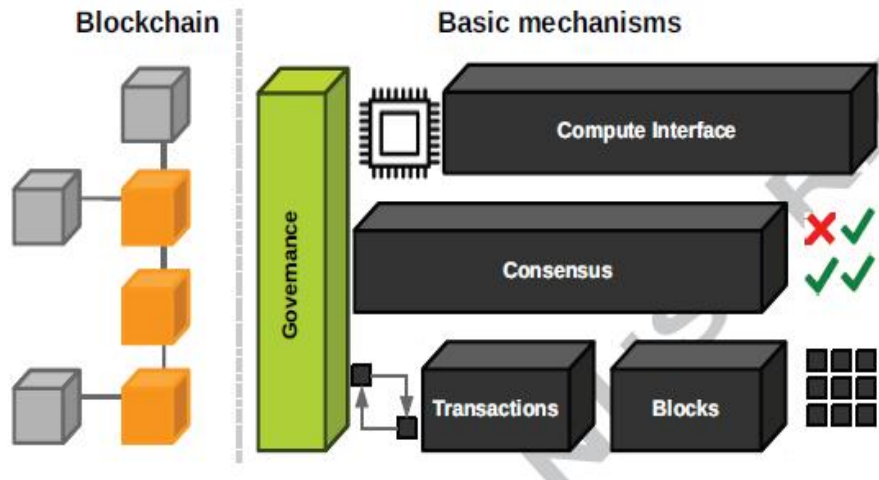 Blockchain
Basic mechanisms
Compute Interface
Governance
Consensus
Transactions
Blocks